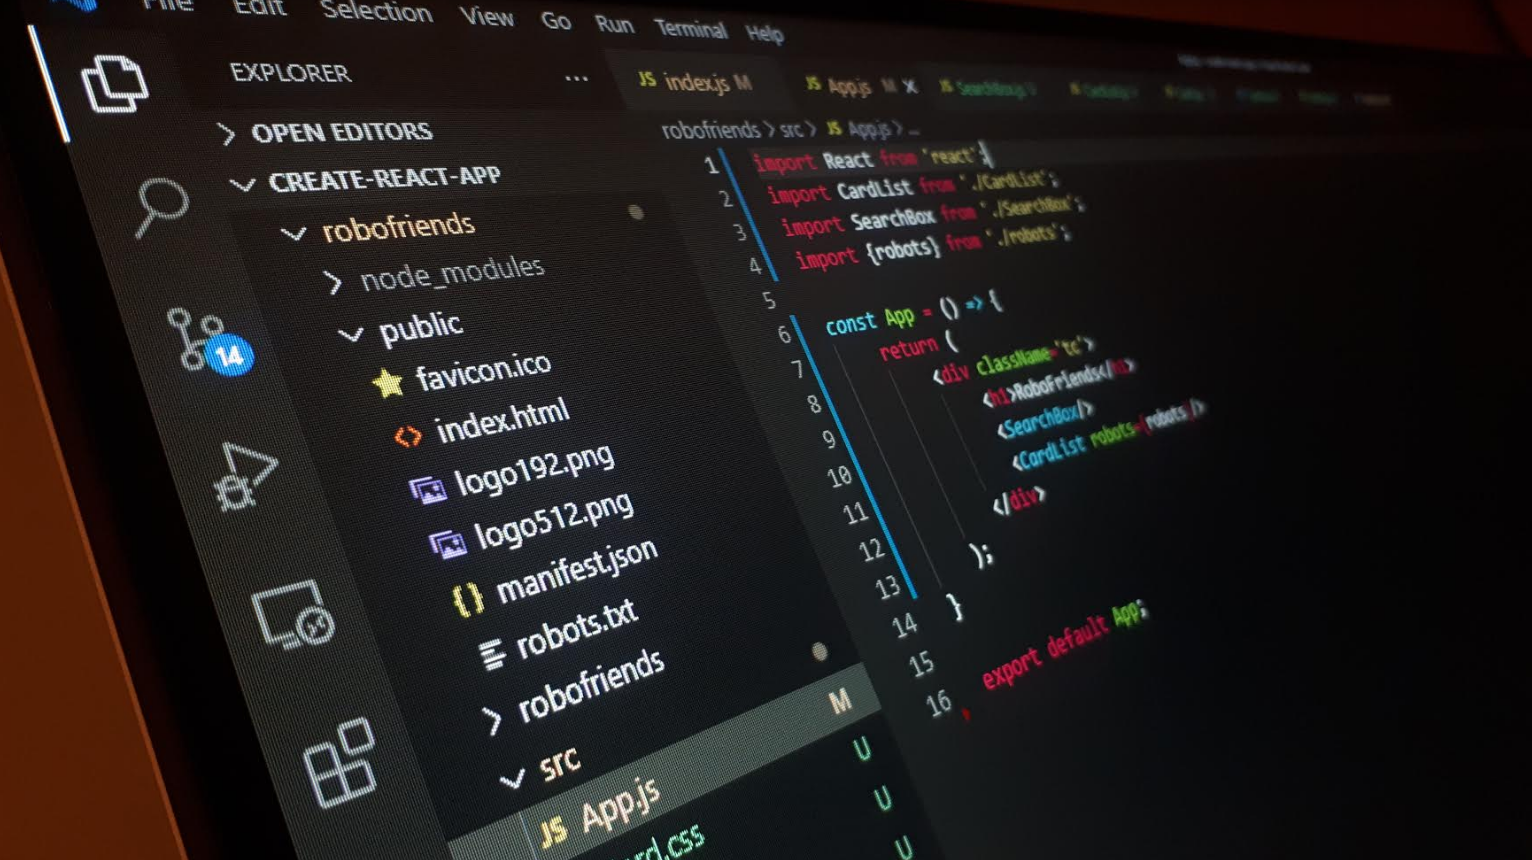 File Edit Selection View Go Run Terminal Help
EXPLORER ...
OPEN EDITORS
CREATE-REACT-APP
robofriends
node_modules
public
favicon.ico
index.html
logo192.png
logo512.png
manifest.json
robots.txt
robofriends
src
JS App.js M
rd.css U
U
U
14
JS index.js M
JS App.js M X
robofriends > src > JS App.js > ...
1 import React from 'react';
2 import CardList from './CardList';
3 import SearchBox from './SearchBox';
4 import {robots} from './robots';
5
6 const App = () => {
7 return (
8 <div className='tc'>
9 <h1>RoboFriends</h1>
10 <SearchBox/>
11 <CardList robots={robots}/>
12 </div>
13 );
14 }
15
16 export default App;